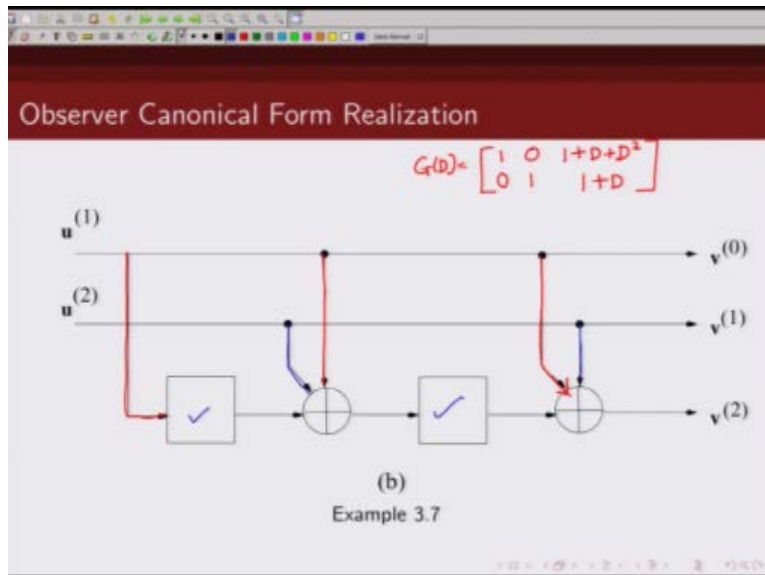 Observer Canonical Form Realization
G(D)= [ 1 0 1+D+D²
0 1 1+D ]
u(1)
v(0)
u(2)
v(1)
v(2)
(b)
Example 3.7